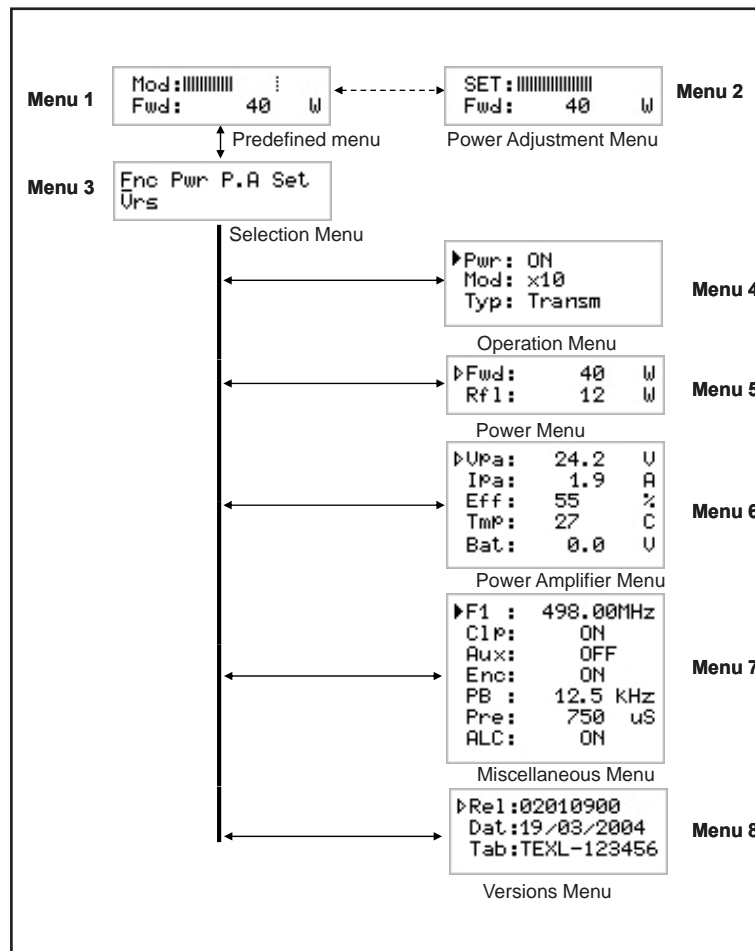 Menu 1
Mod:
Fwd: 40 W
SET:
Fwd: 40 W
Menu 2
Predefined menu
Power Adjustment Menu
Menu 3
Fnc Pwr P.A Set
Vrs
Selection Menu
Pwr: ON
Mod: x10
Typ: Transm
Menu 4
Operation Menu
Fwd: 40 W
Rfl: 12 W
Menu 5
Power Menu
Vpa: 24.2 V
Ipa: 1.9 A
Eff: 55 %
Tmp: 27 C
Bat: 0.0 V
Menu 6
Power Amplifier Menu
F1 : 498.00MHz
Clp: ON
Aux: OFF
Enc: ON
PB : 12.5 KHz
Pre: 750 uS
ALC: ON
Menu 7
Miscellaneous Menu
Rel:02010900
Dat:19/03/2004
Tab:TEXL-123456
Menu 8
Versions Menu